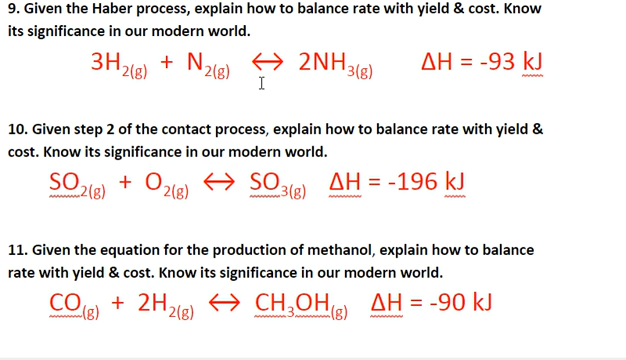 9. Given the Haber process, explain how to balance rate with yield & cost. Know
its significance in our modern world.
3H2(g) + N2(g) ↔ 2NH3(g) ΔH = -93 kJ
10. Given step 2 of the contact process, explain how to balance rate with yield &
cost. Know its significance in our modern world.
SO2(g) + O2(g) ↔ SO3(g) ΔH = -196 kJ
11. Given the equation for the production of methanol, explain how to balance
rate with yield & cost. Know its significance in our modern world.
CO(g) + 2H2(g) ↔ CH3OH(g) ΔH = -90 kJ